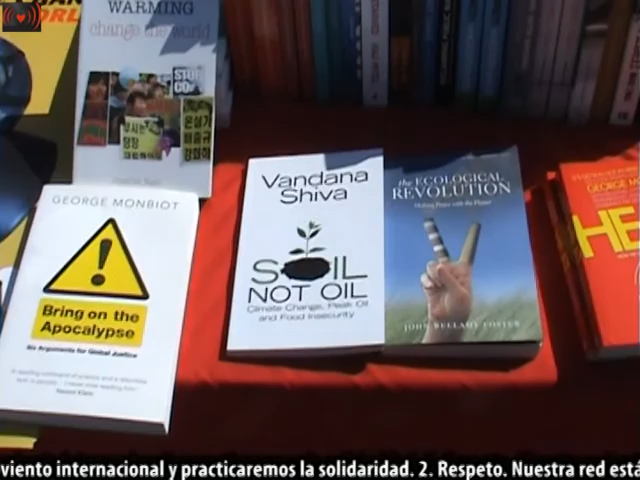 WARMING
change the world
STOP
GEORGE MONBIOT
Bring on the
Apocalypse
Six Arguments for Global Justice
Vandana
Shiva
SOIL
NOT OIL
Climate Change, Peak Oil
and Food Insecurity
the ECOLOGICAL
REVOLUTION
Making Peace with the Planet
JOHN BELLAMY FOSTER
GEORGE MO
HE
viento internacional y practicaremos la solidaridad. 2. Respeto. Nuestra red está